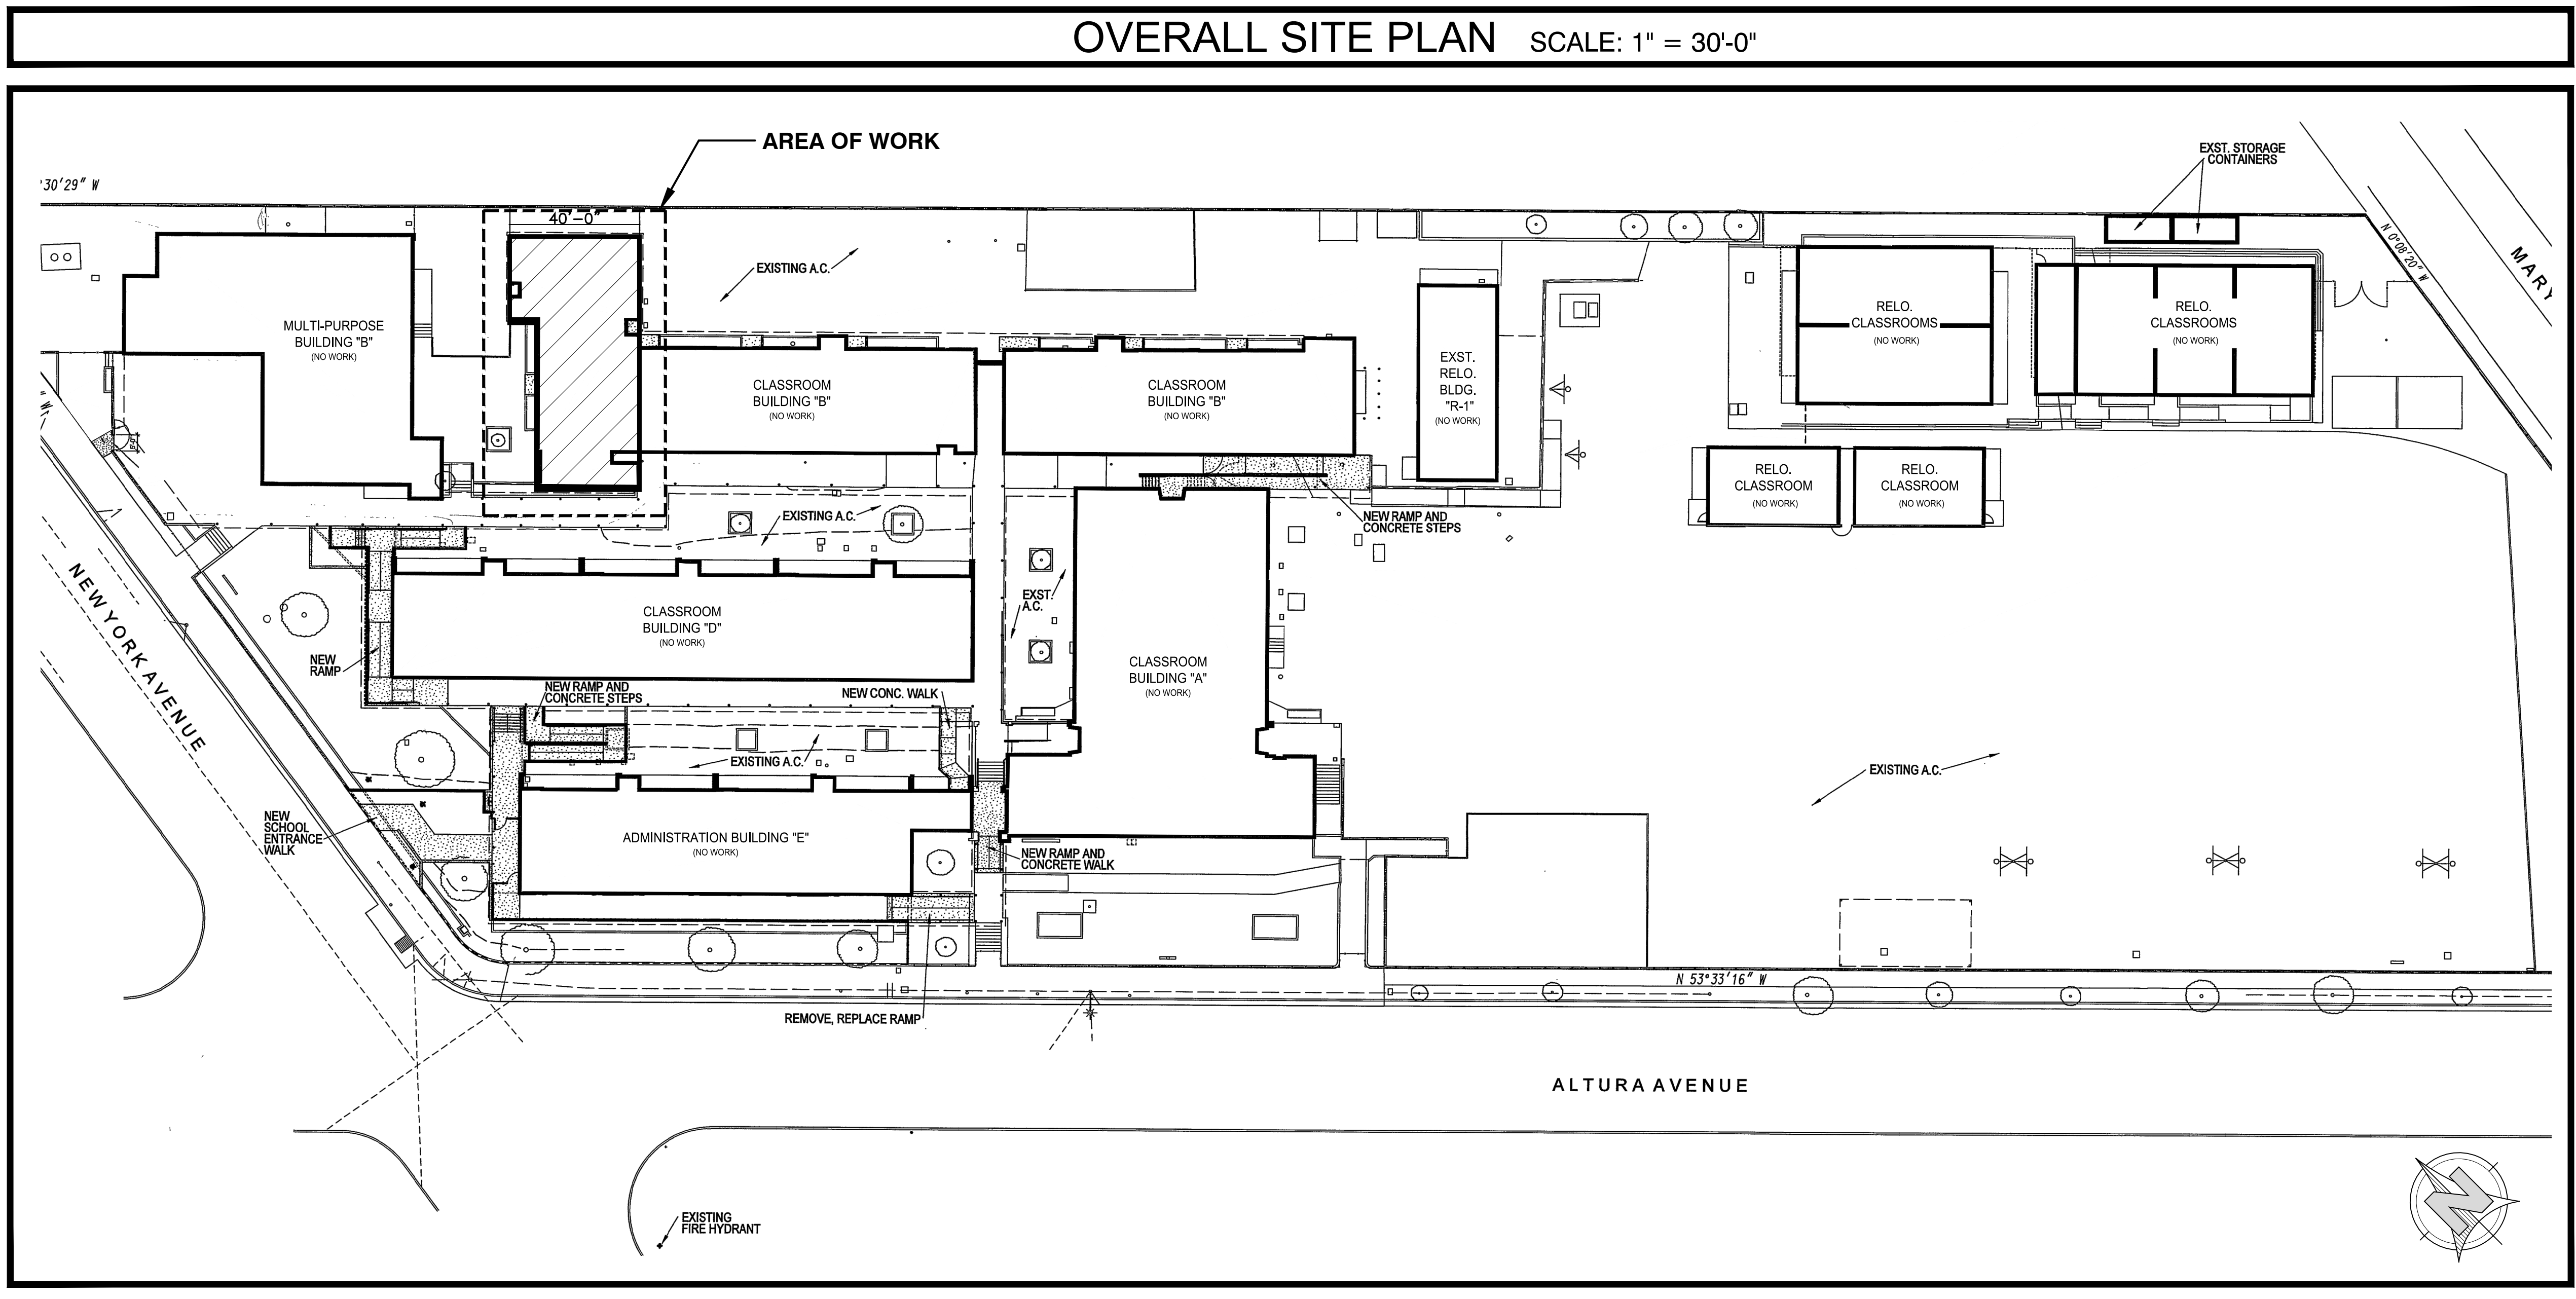 OVERALL SITE PLAN SCALE: 1" = 30'-0"
AREA OF WORK
EXST. STORAGE
CONTAINERS
°30'29" W
40'-0"
N 0°08'20" W
MARY
EXISTING A.C.
MULTI-PURPOSE
BUILDING "B"
(NO WORK)
CLASSROOM
BUILDING "B"
(NO WORK)
CLASSROOM
BUILDING "B"
(NO WORK)
EXST.
RELO.
BLDG.
"R-1"
(NO WORK)
RELO.
CLASSROOMS
(NO WORK)
RELO.
CLASSROOMS
(NO WORK)
RELO.
CLASSROOM
(NO WORK)
RELO.
CLASSROOM
(NO WORK)
" W
EXISTING A.C.
NEW RAMP AND
CONCRETE STEPS
NEW YORK AVENUE
EXST.
A.C.
CLASSROOM
BUILDING "D"
(NO WORK)
NEW
RAMP
CLASSROOM
BUILDING "A"
(NO WORK)
NEW RAMP AND
CONCRETE STEPS
NEW CONC. WALK
EXISTING A.C.
EXISTING A.C.
NEW
SCHOOL
ENTRANCE
WALK
ADMINISTRATION BUILDING "E"
(NO WORK)
NEW RAMP AND
CONCRETE WALK
N 53°33'16" W
REMOVE, REPLACE RAMP
ALTURA AVENUE
EXISTING
FIRE HYDRANT
N